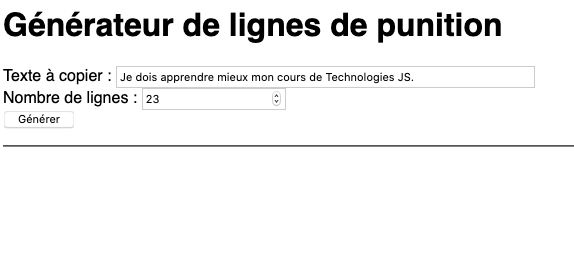 Générateur de lignes de punition
Texte à copier : Je dois apprendre mieux mon cours de Technologies JS.
Nombre de lignes : 23
Générer